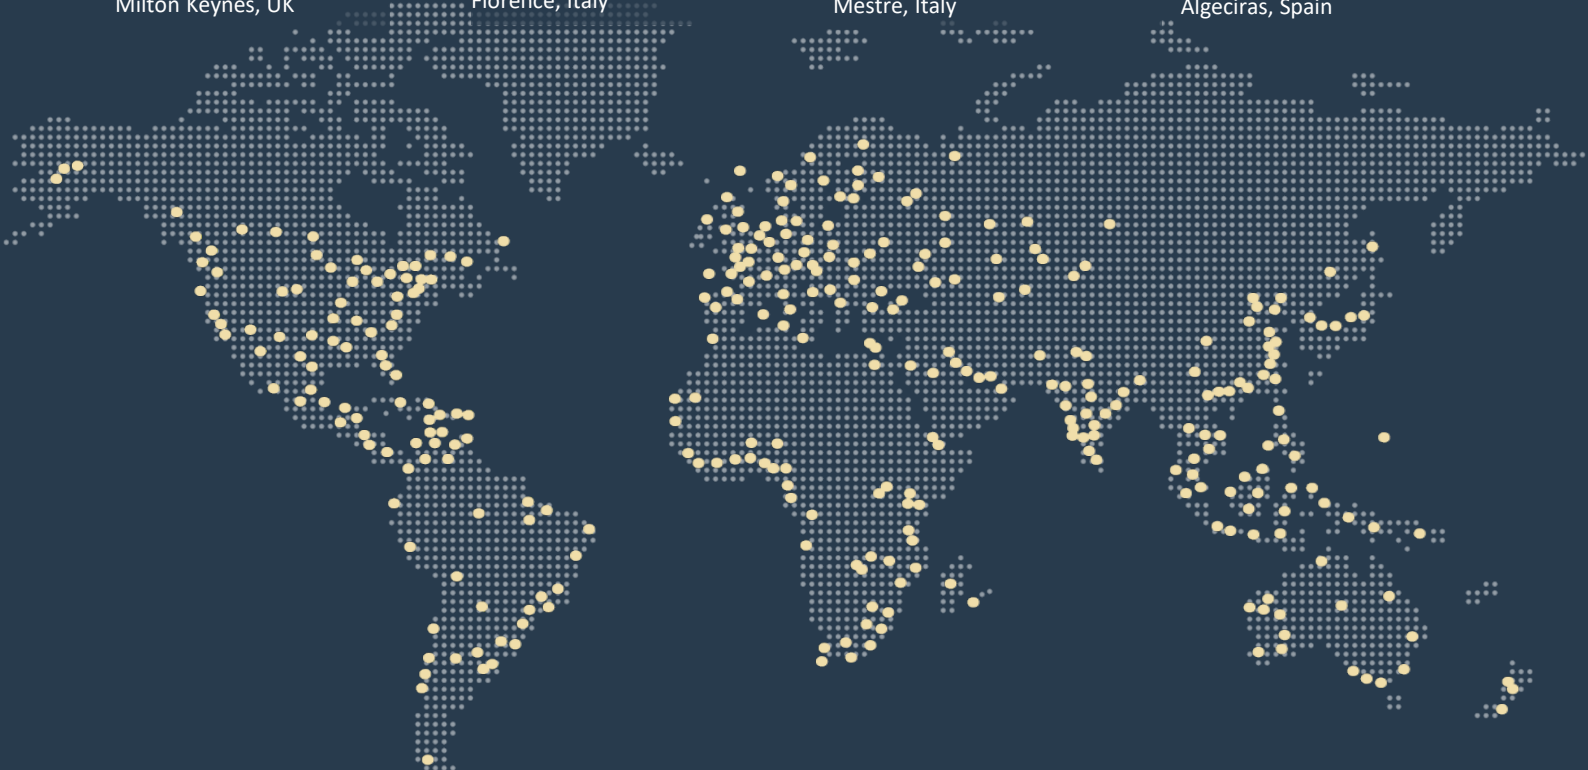 Milton Keynes, UK
Florence, Italy
Mestre, Italy
Algeciras, Spain